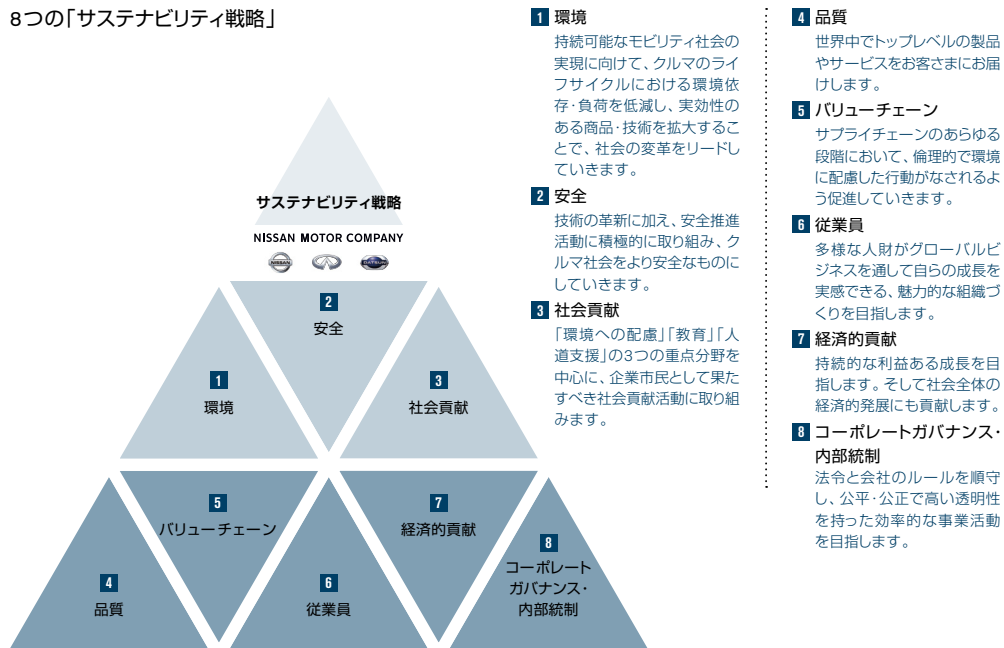 8つの「サステナビリティ戦略」
サステナビリティ戦略
NISSAN MOTOR COMPANY
NISSAN
DATSUN
2
安全
1
環境
3
社会貢献
5
バリューチェーン
7
経済的貢献
4
品質
6
従業員
8
コーポレート
ガバナンス・
内部統制
1 環境
持続可能なモビリティ社会の
実現に向けて、クルマのライ
フサイクルにおける環境依
存・負荷を低減し、実効性の
ある商品・技術を拡大するこ
とで、社会の変革をリードし
ていきます。
2 安全
技術の革新に加え、安全推進
活動に積極的に取り組み、ク
ルマ社会をより安全なものに
していきます。
3 社会貢献
「環境への配慮」「教育」「人
道支援」の3つの重点分野を
中心に、企業市民として果た
すべき社会貢献活動に取り組
みます。
4 品質
世界中でトップレベルの製品
やサービスをお客さまにお届
けします。
5 バリューチェーン
サプライチェーンのあらゆる
段階において、倫理的で環境
に配慮した行動がなされるよ
う促進していきます。
6 従業員
多様な人財がグローバルビ
ジネスを通して自らの成長を
実感できる、魅力的な組織づ
くりを目指します。
7 経済的貢献
持続的な利益ある成長を目
指します。そして社会全体の
経済的発展にも貢献します。
8 コーポレートガバナンス・
内部統制
法令と会社のルールを順守
し、公平・公正で高い透明性
を持った効率的な事業活動
を目指します。